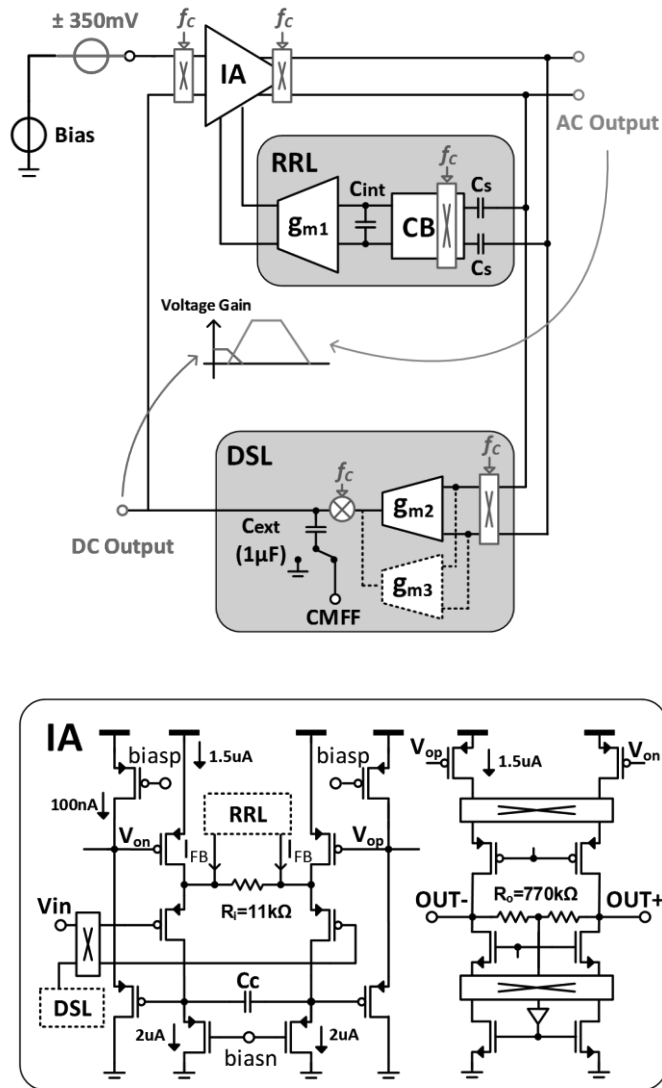 ± 350mV
fC
fC
IA
Bias
AC Output
RRL
fC
Cint
Cs
gm1
CB
Cs
Voltage Gain
DSL
fC
fC
gm2
DC Output
Cext
(1µF)
gm3
CMFF
IA
biasp
1.5uA
biasp
Vop
1.5uA
Von
100nA
RRL
Von
IFB
IFB
Vop
Vin
Ri=11kΩ
OUT-
Ro=770kΩ
OUT+
DSL
Cc
2uA
biasn
2uA